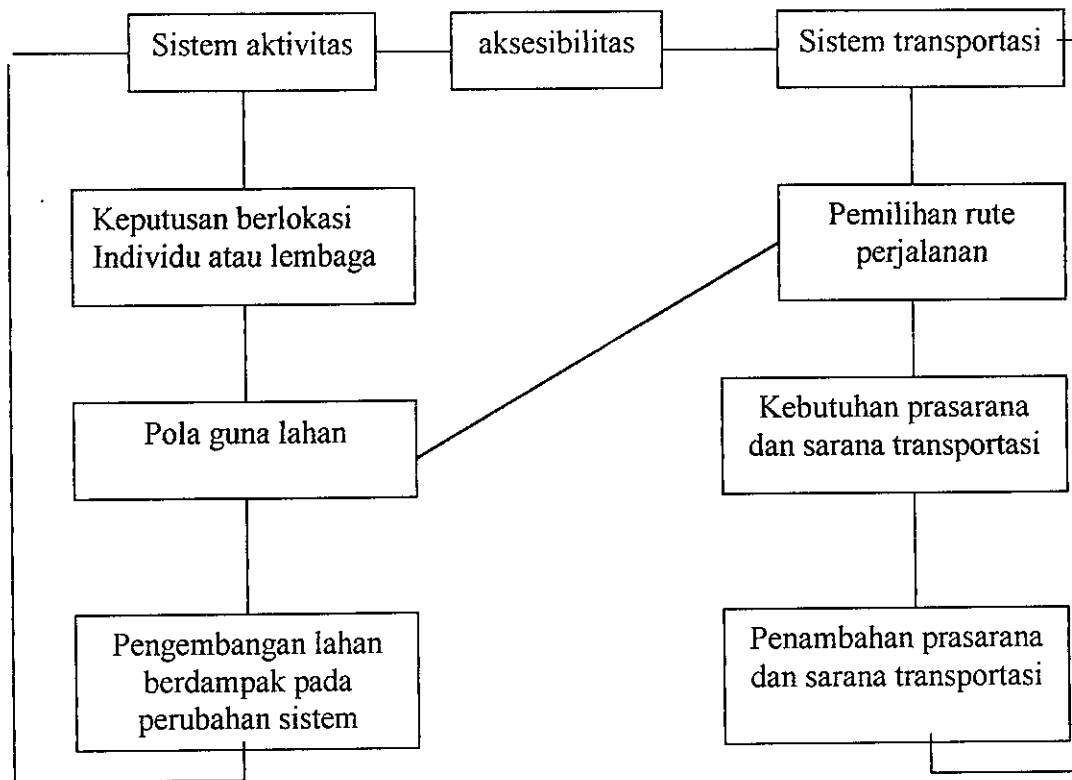 Sistem aktivitas
aksesibilitas
Sistem transportasi
Keputusan berlokasi
Individu atau lembaga
Pemilihan rute
perjalanan
Pola guna lahan
Kebutuhan prasarana
dan sarana transportasi
Pengembangan lahan
berdampak pada
perubahan sistem
Penambahan prasarana
dan sarana transportasi